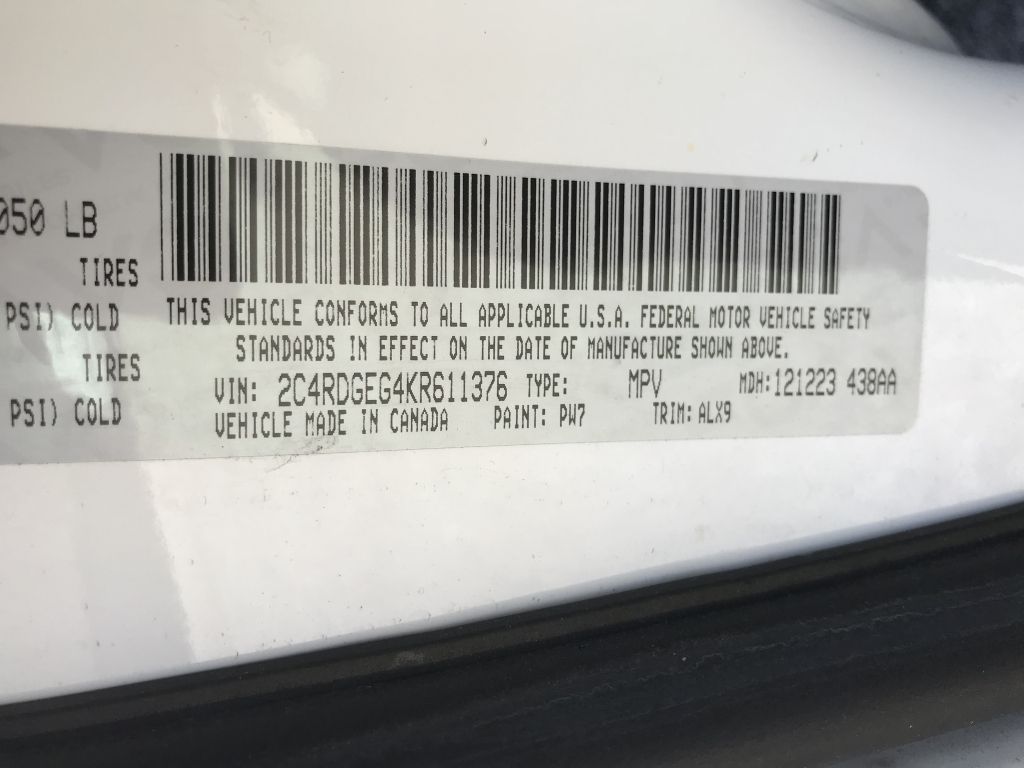 050 LB
TIRES
PSI) COLD
TIRES
PSI) COLD
THIS VEHICLE CONFORMS TO ALL APPLICABLE U.S.A. FEDERAL MOTOR VEHICLE SAFETY
STANDARDS IN EFFECT ON THE DATE OF MANUFACTURE SHOWN ABOVE.
VIN: 2C4RDGEG4KR611376 TYPE: MPV MDH:121223 438AA
VEHICLE MADE IN CANADA PAINT: PW7 TRIM: ALX9